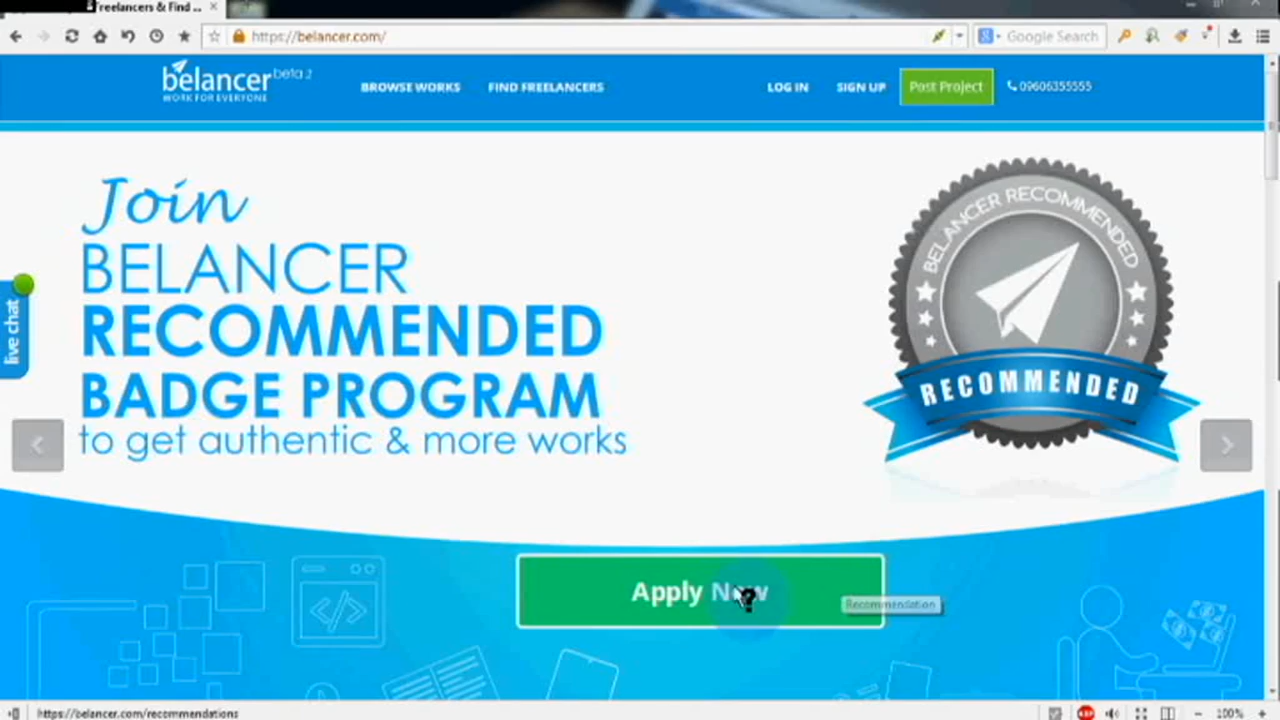 Freelancers & Find ...
https://belancer.com/
Google Search
belancer beta 2
WORK FOR EVERYONE
BROWSE WORKS
FIND FREELANCERS
LOG IN
SIGN UP
Post Project
09606355555
Join
BELANCER
RECOMMENDED
BADGE PROGRAM
to get authentic & more works
BELANCER RECOMMENDED
RECOMMENDED
live chat
Apply Now
Recommendation
https://belancer.com/recommendations
ABP
100%